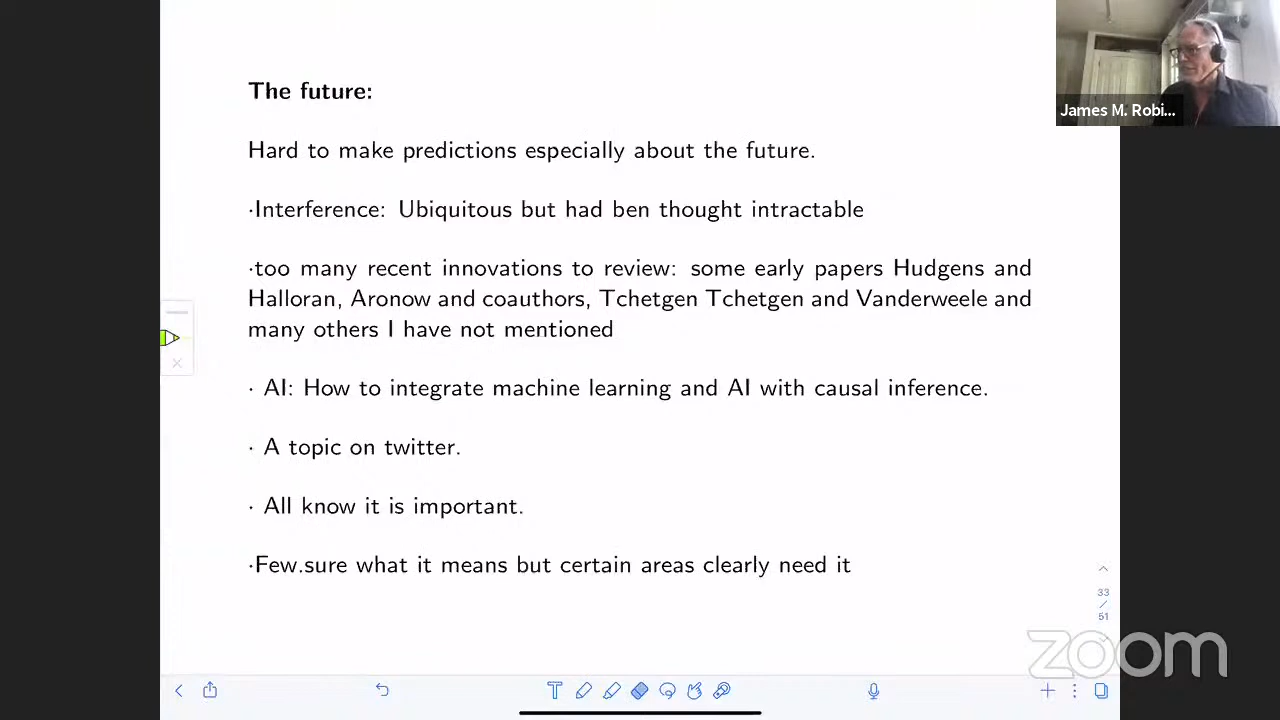 The future:
Hard to make predictions especially about the future.
·Interference: Ubiquitous but had ben thought intractable
·too many recent innovations to review: some early papers Hudgens and
Halloran, Aronow and coauthors, Tchetgen Tchetgen and Vanderweele and
many others I have not mentioned
· AI: How to integrate machine learning and AI with causal inference.
· A topic on twitter.
· All know it is important.
·Few.sure what it means but certain areas clearly need it
James M. Robi...
33
/
51
zoom